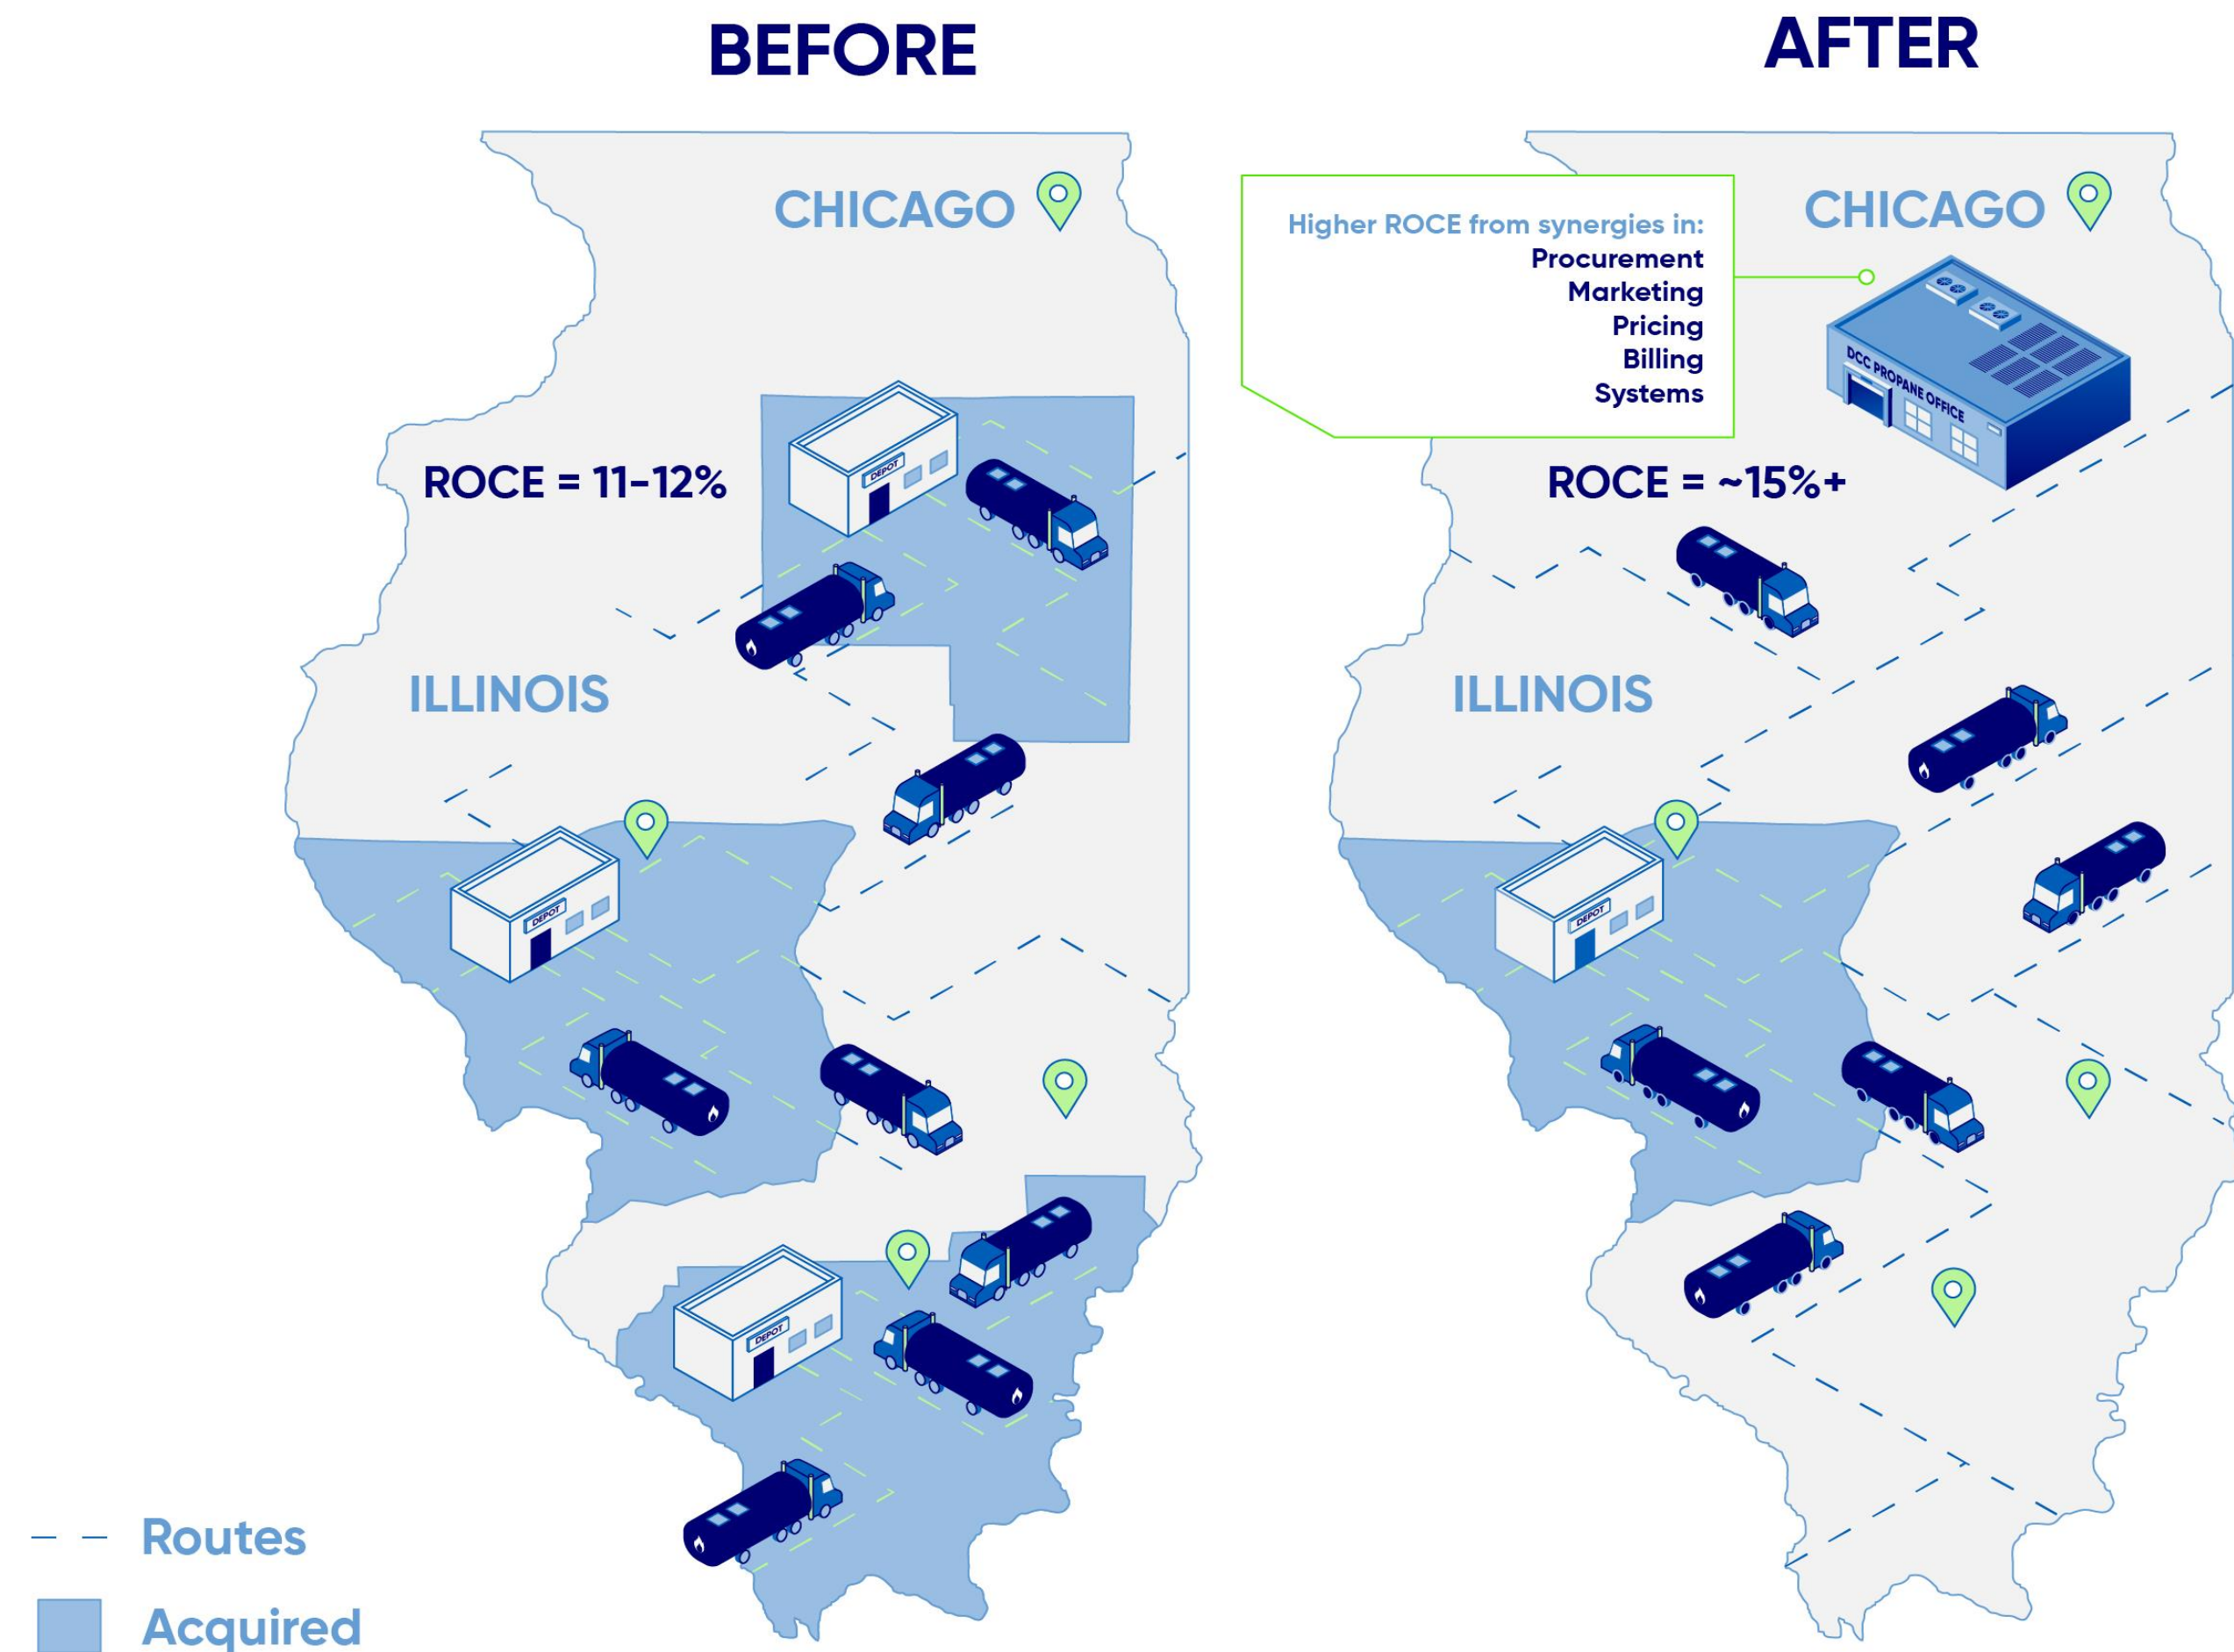 BEFORE
CHICAGO
ROCE = 11-12%
DEPOT
ILLINOIS
DEPOT
DEPOT
Routes
Acquired
AFTER
Higher ROCE from synergies in:
Procurement
Marketing
Pricing
Billing
Systems
CHICAGO
DCC PROPANE OFFICE
ROCE = ~15%+
ILLINOIS
DEPOT